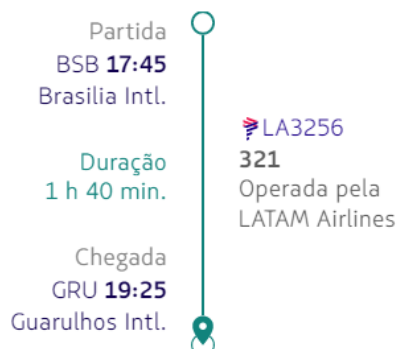 Partida
BSB 17:45
Brasilia Intl.
LA3256
321
Operada pela
LATAM Airlines
Duração
1 h 40 min.
Chegada
GRU 19:25
Guarulhos Intl.